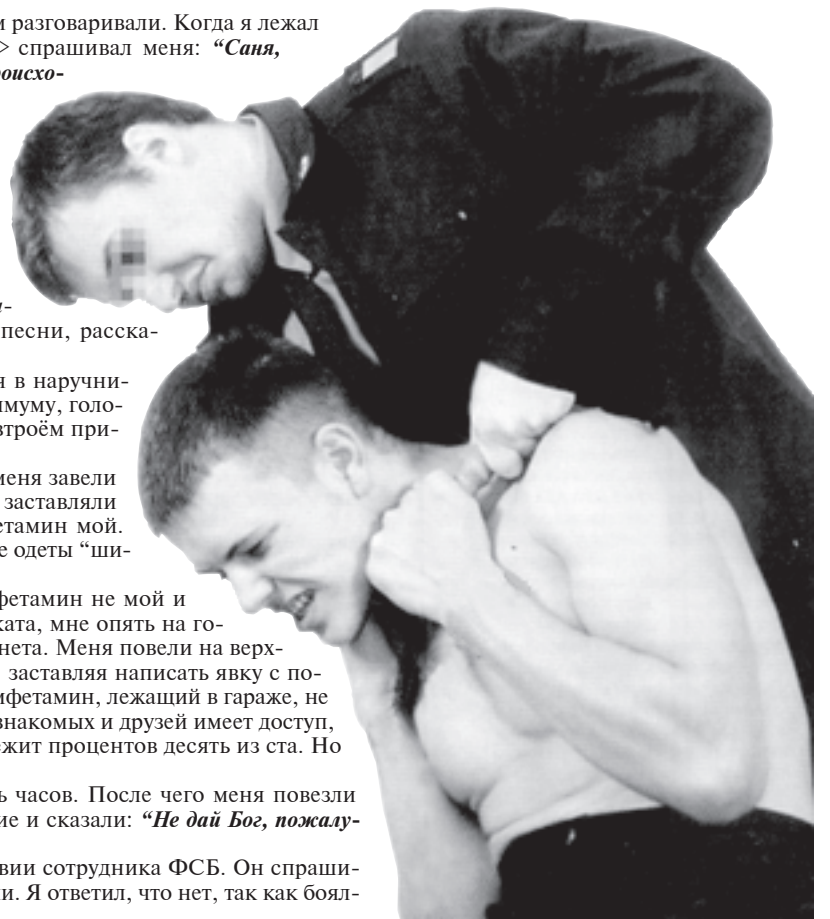 м разговаривали. Когда я лежал
> спрашивал меня: “Саня,
оисхо-
а-
песни, расска-
я в наручни-
имуму, голо-
втроём при-
меня завели
заставляли
етамин мой.
е одеты “ши-
фетамин не мой и
ката, мне опять на го-
нета. Меня повели на верх-
заставляя написать явку с по-
мфетамин, лежащий в гараже, не
знакомых и друзей имеет доступ,
ежит процентов десять из ста. Но
ь часов. После чего меня повезли
ие и сказали: “Не дай Бог, пожалу-
вии сотрудника ФСБ. Он спраши-
и. Я ответил, что нет, так как боял-